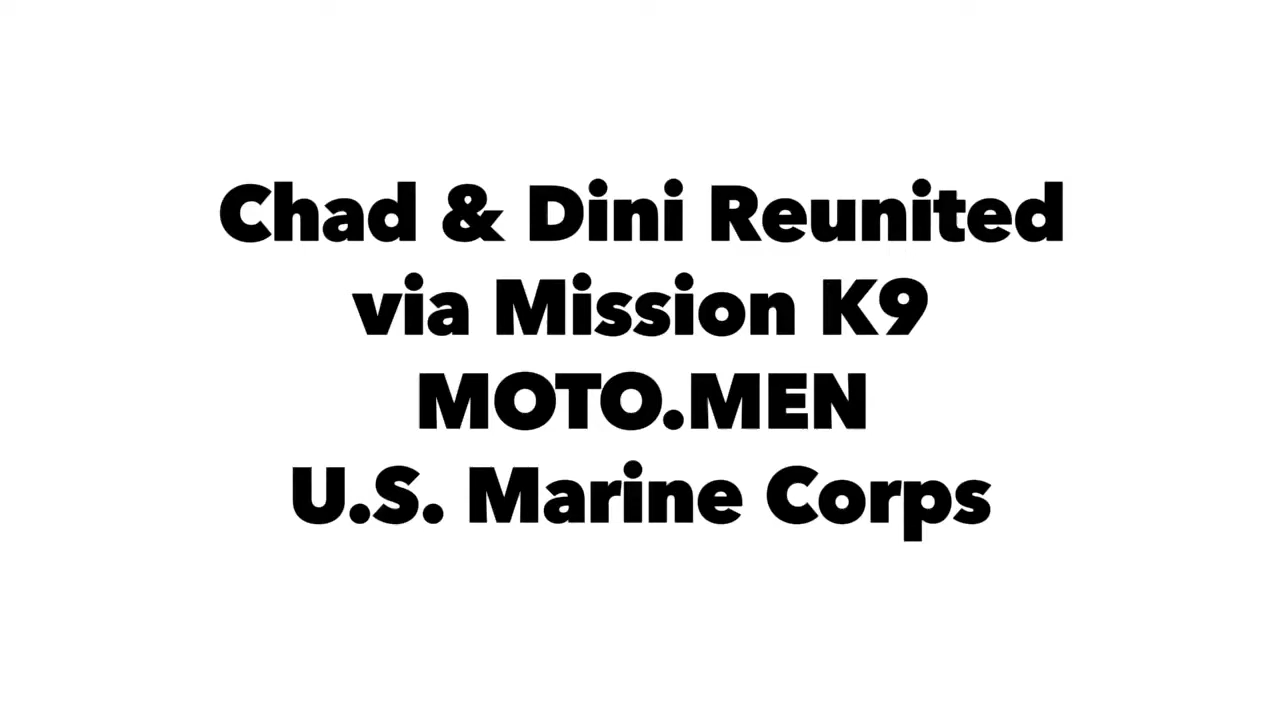 Chad & Dini Reunited
via Mission K9
MOTO.MEN
U.S. Marine Corps